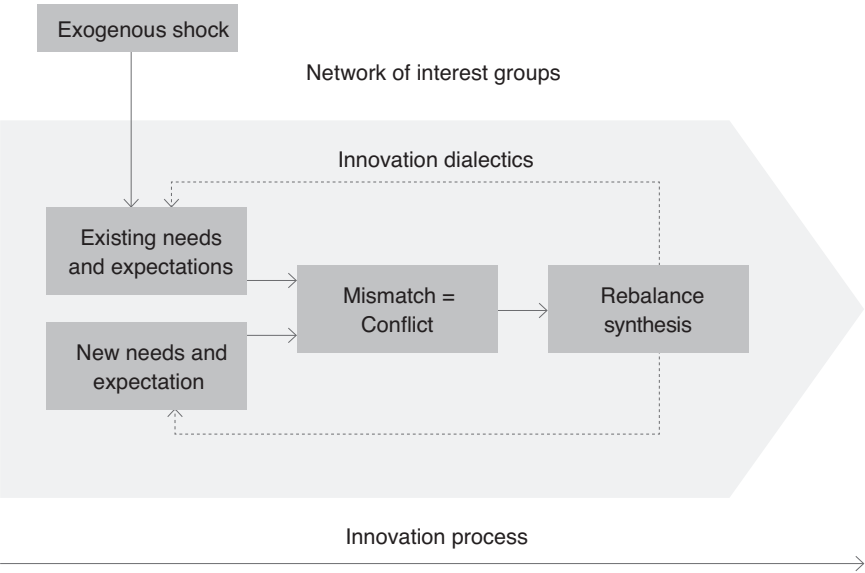 Exogenous shock
Network of interest groups
Innovation dialectics
Existing needs
and expectations
Mismatch =
Conflict
Rebalance
synthesis
New needs and
expectation
Innovation process